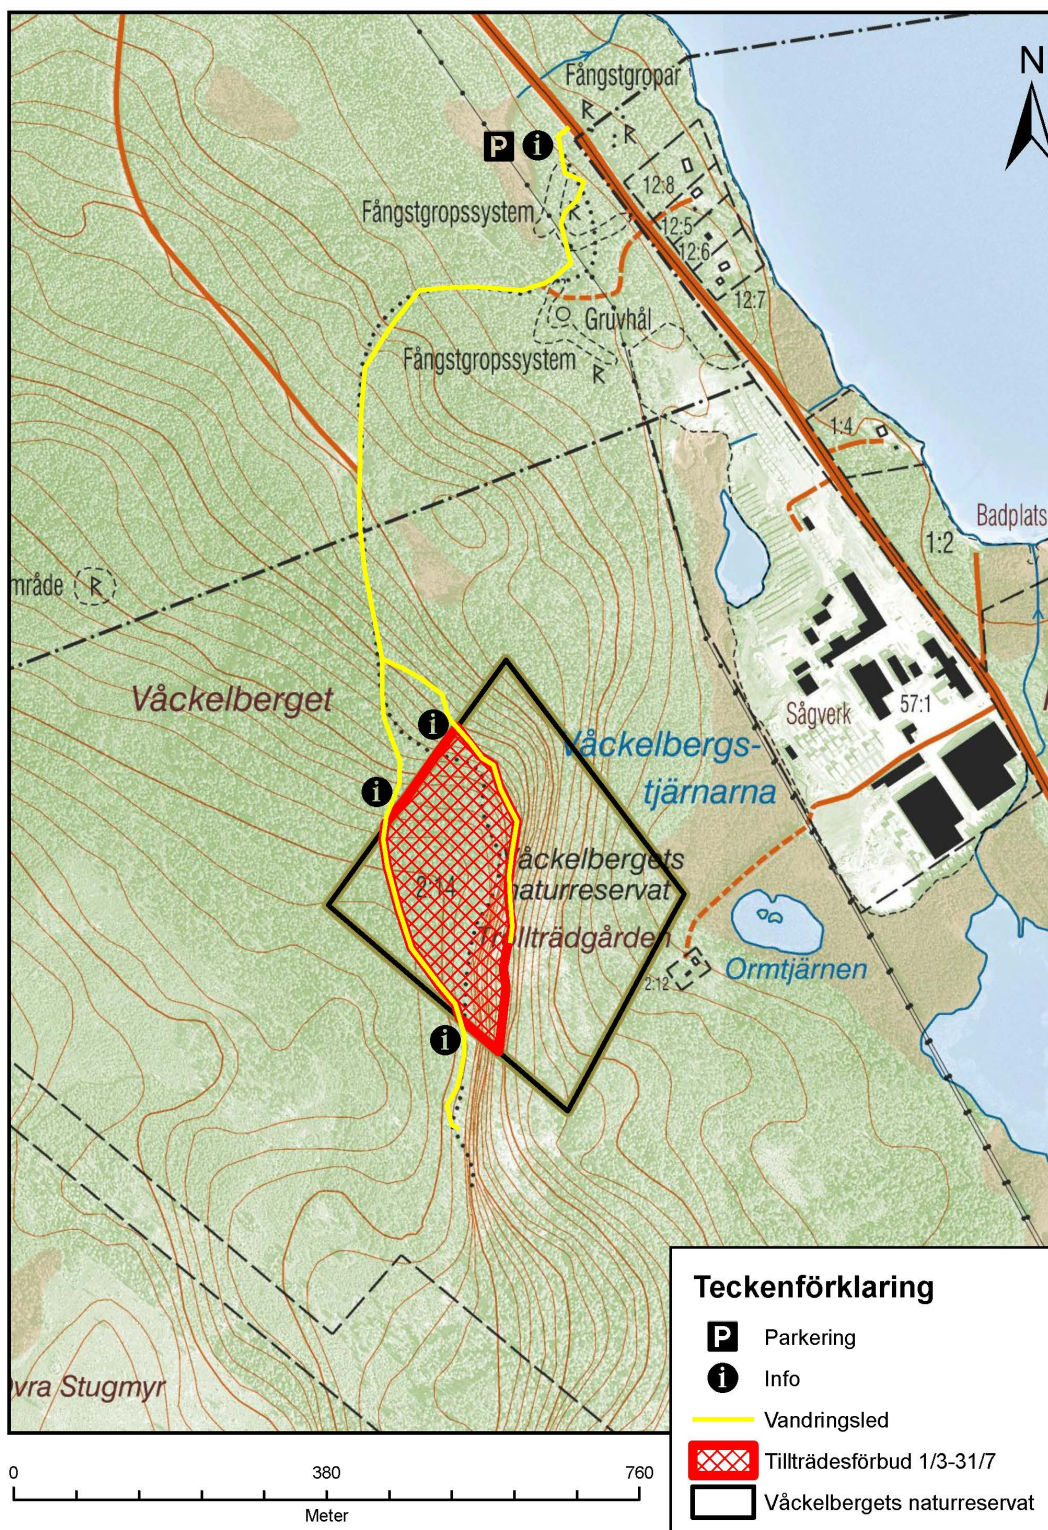 N
Fångstgropar
P i
12:8
Fångstgropssystem
12:5
12:6
12:7
Gruvhål
Fångstgropssystem
1:4
Badplats
1:2
mråde
Våckelberget
i
Sågverk
57:1
Våckelbergs-
tjärnarna
i
Våckelbergets
naturreservat
2:14
Trollträdgården
Ormtjärnen
2:12
i
vra Stugmyr
Teckenförklaring
P Parkering
i Info
Vandringsled
Tillträdesförbud 1/3-31/7
Våckelbergets naturreservat
0 380 760
Meter